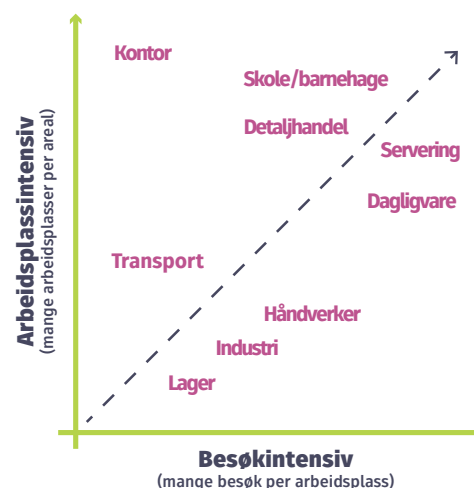 Kontor
Skole/barnehage
Detaljhandel
Servering
Dagligvare
Transport
Håndverker
Industri
Lager
Arbeidsplassintensiv
(mange arbeidsplasser per areal)
Besøkintensiv
(mange besøk per arbeidsplass)